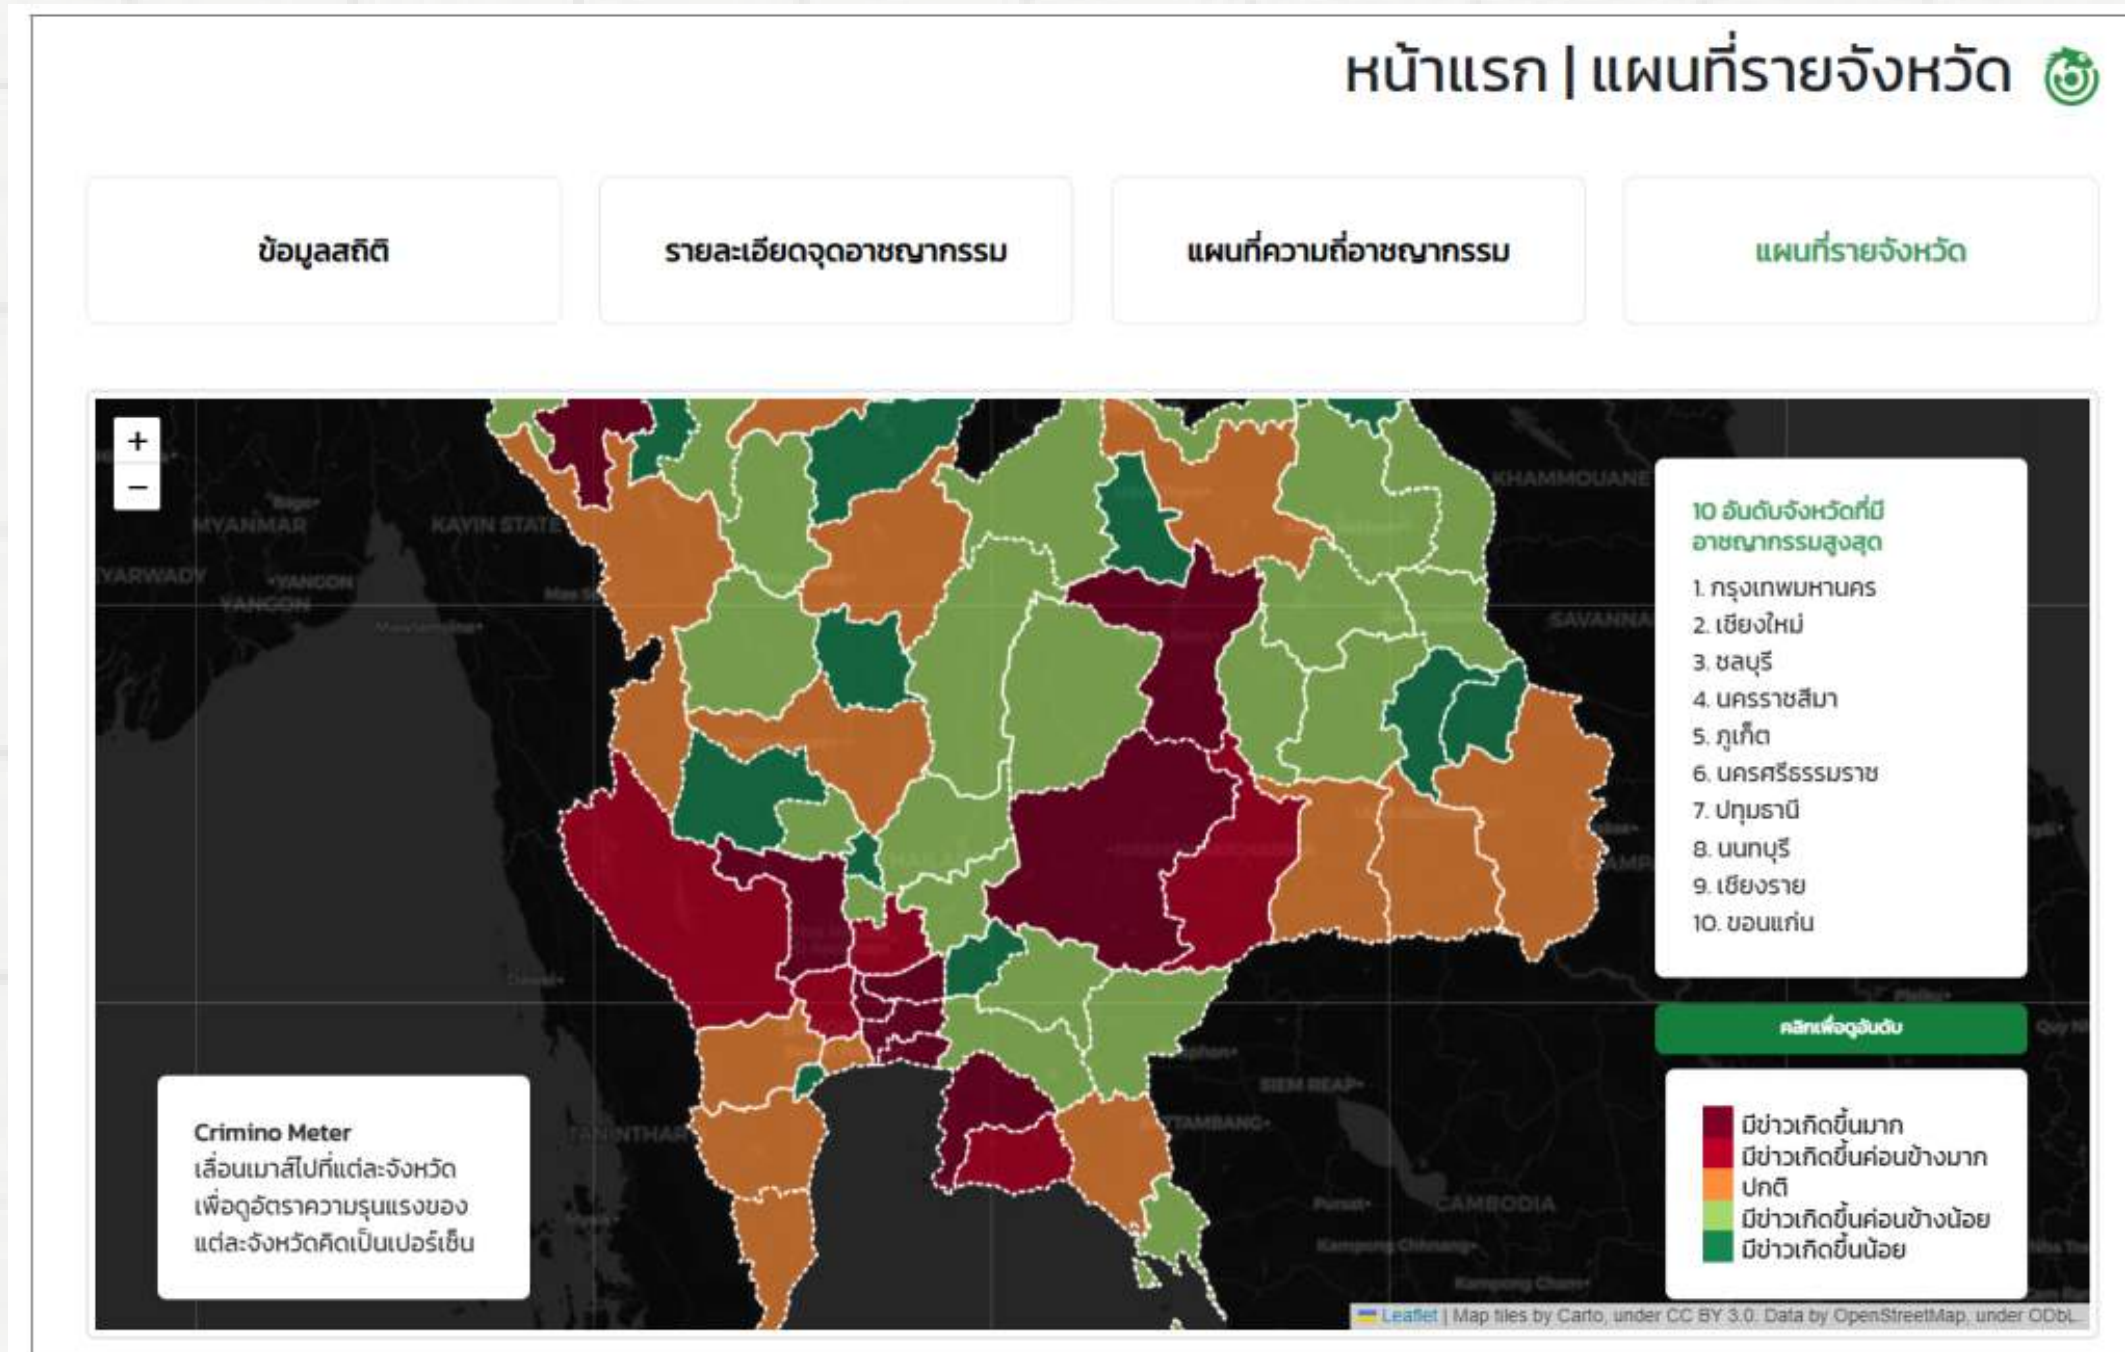 หน้าแรก | แผนที่รายจังหวัด
ข้อมูลสถิติ
รายละเอียดจุดอาชญากรรม
แผนที่ความถี่อาชญากรรม
แผนที่รายจังหวัด
+
−
MYANMAR
KAYIN STATE
YANGON
YANGON
KHAMMOUANE
SIEM REAP
CAMBODIA
Pursat
Kampong Chhnang
Kampong Cham
10 อันดับจังหวัดที่มี
อาชญากรรมสูงสุด
1. กรุงเทพมหานคร
2. เชียงใหม่
3. ชลบุรี
4. นครราชสีมา
5. ภูเก็ต
6. นครศรีธรรมราช
7. ปทุมธานี
8. นนทบุรี
9. เชียงราย
10. ขอนแก่น
คลิกเพื่อดูอันดับ
Crimino Meter
เลื่อนเมาส์ไปที่แต่ละจังหวัด
เพื่อดูอัตราความรุนแรงของ
แต่ละจังหวัดคิดเป็นเปอร์เซ็น
มีข่าวเกิดขึ้นมาก
มีข่าวเกิดขึ้นค่อนข้างมาก
ปกติ
มีข่าวเกิดขึ้นค่อนข้างน้อย
มีข่าวเกิดขึ้นน้อย
Leaflet | Map tiles by Carto, under CC BY 3.0. Data by OpenStreetMap, under ODbL.